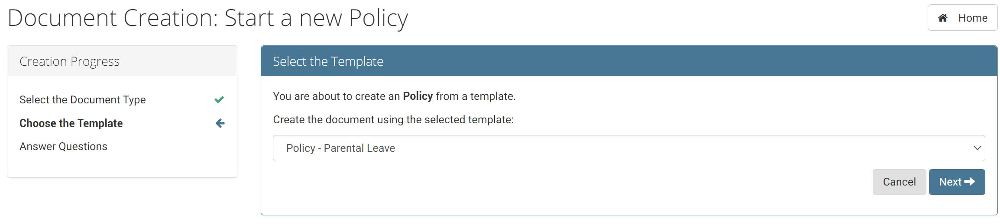 Document Creation: Start a new Policy
Home
Creation Progress
Select the Document Type
Choose the Template
Answer Questions
Select the Template
You are about to create an Policy from a template.
Create the document using the selected template:
Policy - Parental Leave
Cancel
Next